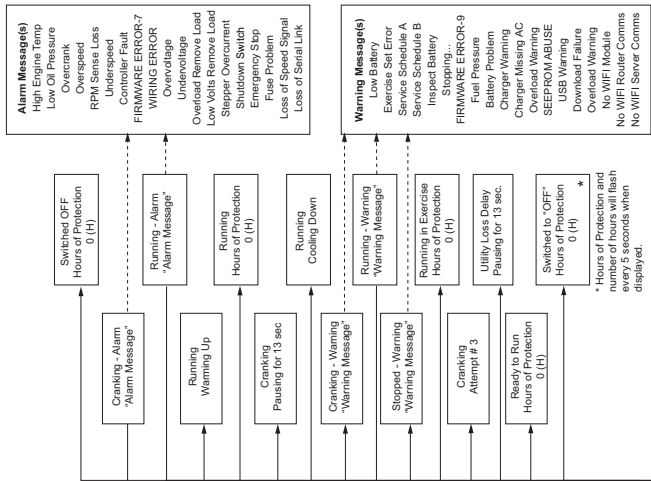 Alarm Message(s)
High Engine Temp
Low Oil Pressure
Overcrank
Overspeed
RPM Sense Loss
Underspeed
Controller Fault
FIRMWARE ERROR-7
WIRING ERROR
Overvoltage
Undervoltage
Overload Remove Load
Low Volts Remove Load
Stepper Overcurrent
Shutdown Switch
Emergency Stop
Fuse Problem
Loss of Speed Signal
Loss of Serial Link
Warning Message(s)
Low Battery
Exercise Set Error
Service Schedule A
Service Schedule B
Inspect Battery
Stopping...
FIRMWARE ERROR-9
Fuel Pressure
Battery Problem
Charger Warning
Charger Missing AC
Overload Warning
SEEPROM ABUSE
USB Warning
Download Failure
Overload Warning
No WIFI Module
No WIFI Router Comms
No WIFI Server Comms
Switched OFF
Hours of Protection
0 (H)
Running - Alarm
"Alarm Message"
Running
Hours of Protection
0 (H)
Running
Cooling Down
Running - Warning
"Warning Message"
Running in Exercise
Hours of Protection
0 (H)
Utility Loss Delay
Pausing for 13 sec.
Switched to "OFF"
Hours of Protection
0 (H)
*
* Hours of Protection and
number of hours will flash
every 5 seconds when
displayed.
Cranking - Alarm
"Alarm Message"
Running
Warming Up
Cranking
Pausing for 13 sec
Cranking - Warning
"Warning Message"
Stopped - Warning
"Warning Message"
Cranking
Attempt # 3
Ready to Run
Hours of Protection
0 (H)